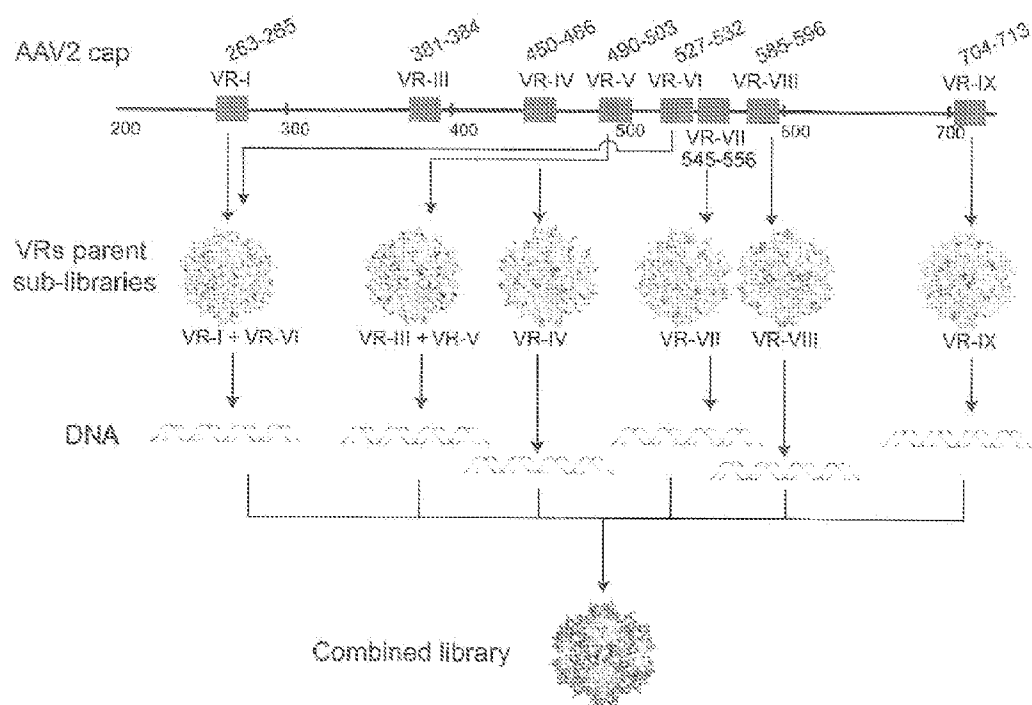 AAV2 cap
263-265 381-384 450-466 490-503 527-532 585-596 704-713
VR-I VR-III VR-IV VR-V VR-VI VR-VIII VR-IX
200 300 400 500 600 700
VR-VII
545-556
VRs parent
sub-libraries
VR-I + VR-VI VR-III + VR-V VR-IV VR-VII VR-VIII VR-IX
DNA
Combined library